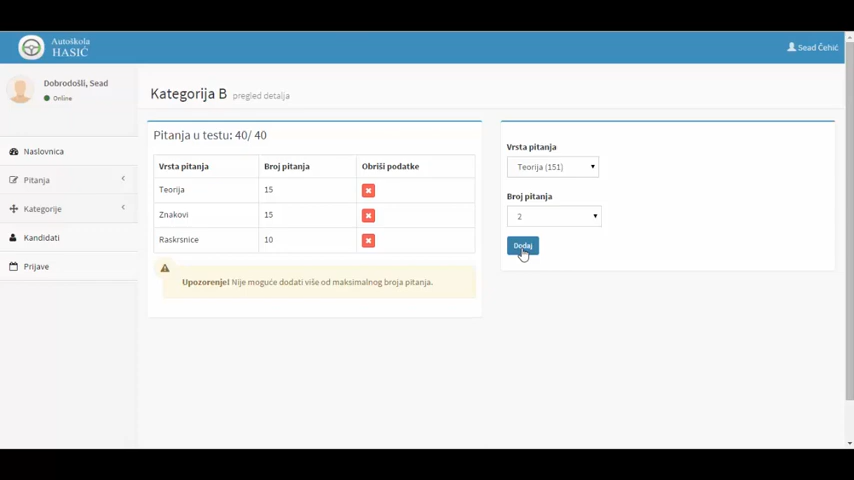 Autoškola
HASIĆ
Sead Čehić
Dobrodošli, Sead
Online
Naslovnica
Pitanja
Kategorije
Kandidati
Prijave
Kategorija B pregled detalja
Pitanja u testu: 40/ 40
Vrsta pitanja Broj pitanja Obriši podatke
Teorija 15
Znakovi 15
Raskrsnice 10
Upozorenje! Nije moguće dodati više od maksimalnog broja pitanja.
Vrsta pitanja
Teorija (151)
Broj pitanja
2
Dodaj